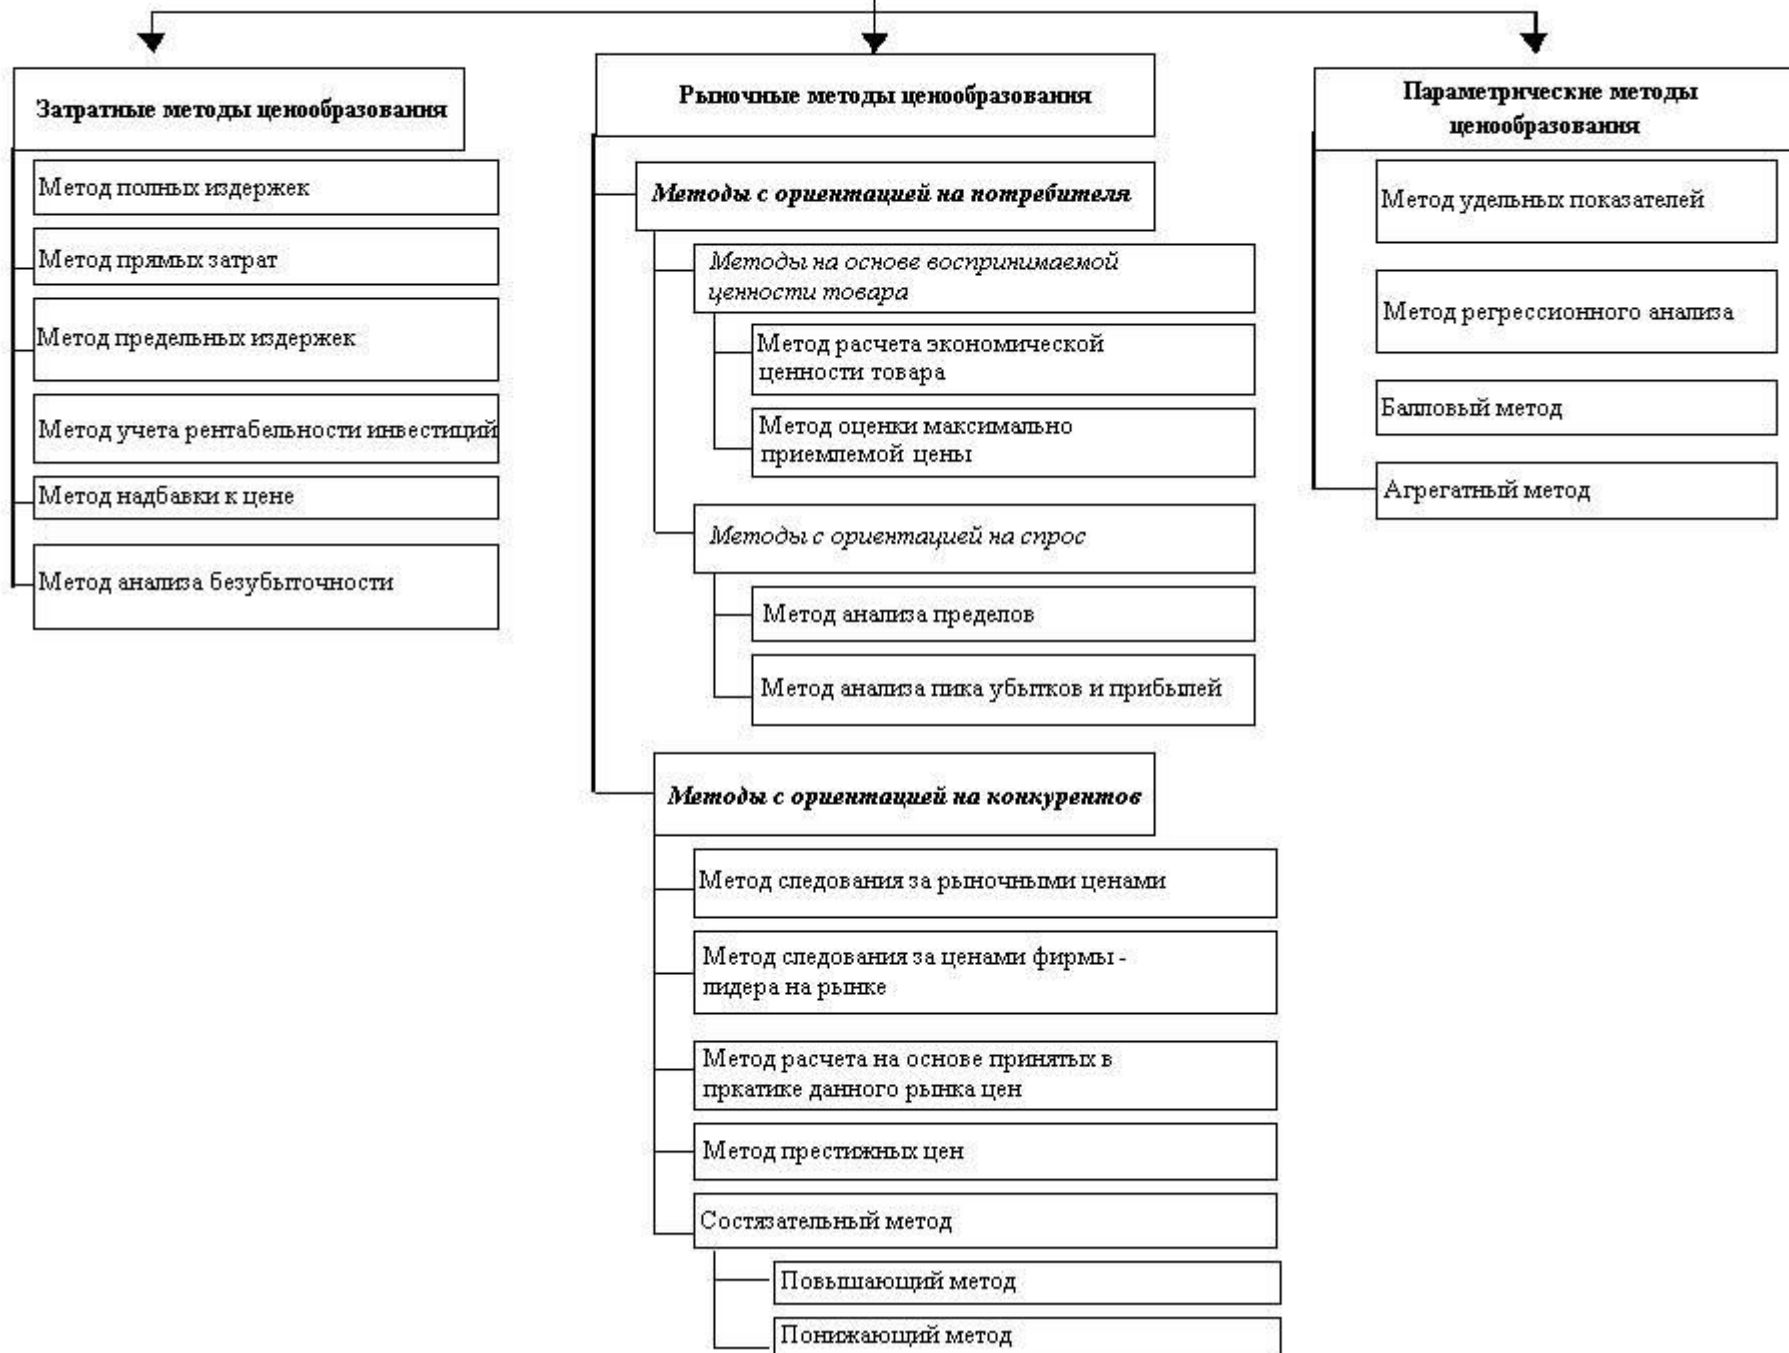 Затратные методы ценообразования
Метод полных издержек
Метод прямых затрат
Метод предельных издержек
Метод учета рентабельности инвестиций
Метод надбавки к цене
Метод анализа безубыточности
Рыночные методы ценообразования
Методы с ориентацией на потребителя
Методы на основе воспринимаемой
ценности товара
Метод расчета экономической
ценности товара
Метод оценки максимально
приемлемой цены
Методы с ориентацией на спрос
Метод анализа пределов
Метод анализа пика убытков и прибылей
Методы с ориентацией на конкурентов
Метод следования за рыночными ценами
Метод следования за ценами фирмы -
лидера на рынке
Метод расчета на основе принятых в
пркатике данного рынка цен
Метод престижных цен
Состязательный метод
Повышающий метод
Понижающий метод
Параметрические методы
ценообразования
Метод удельных показателей
Метод регрессионного анализа
Балловый метод
Агрегатный метод